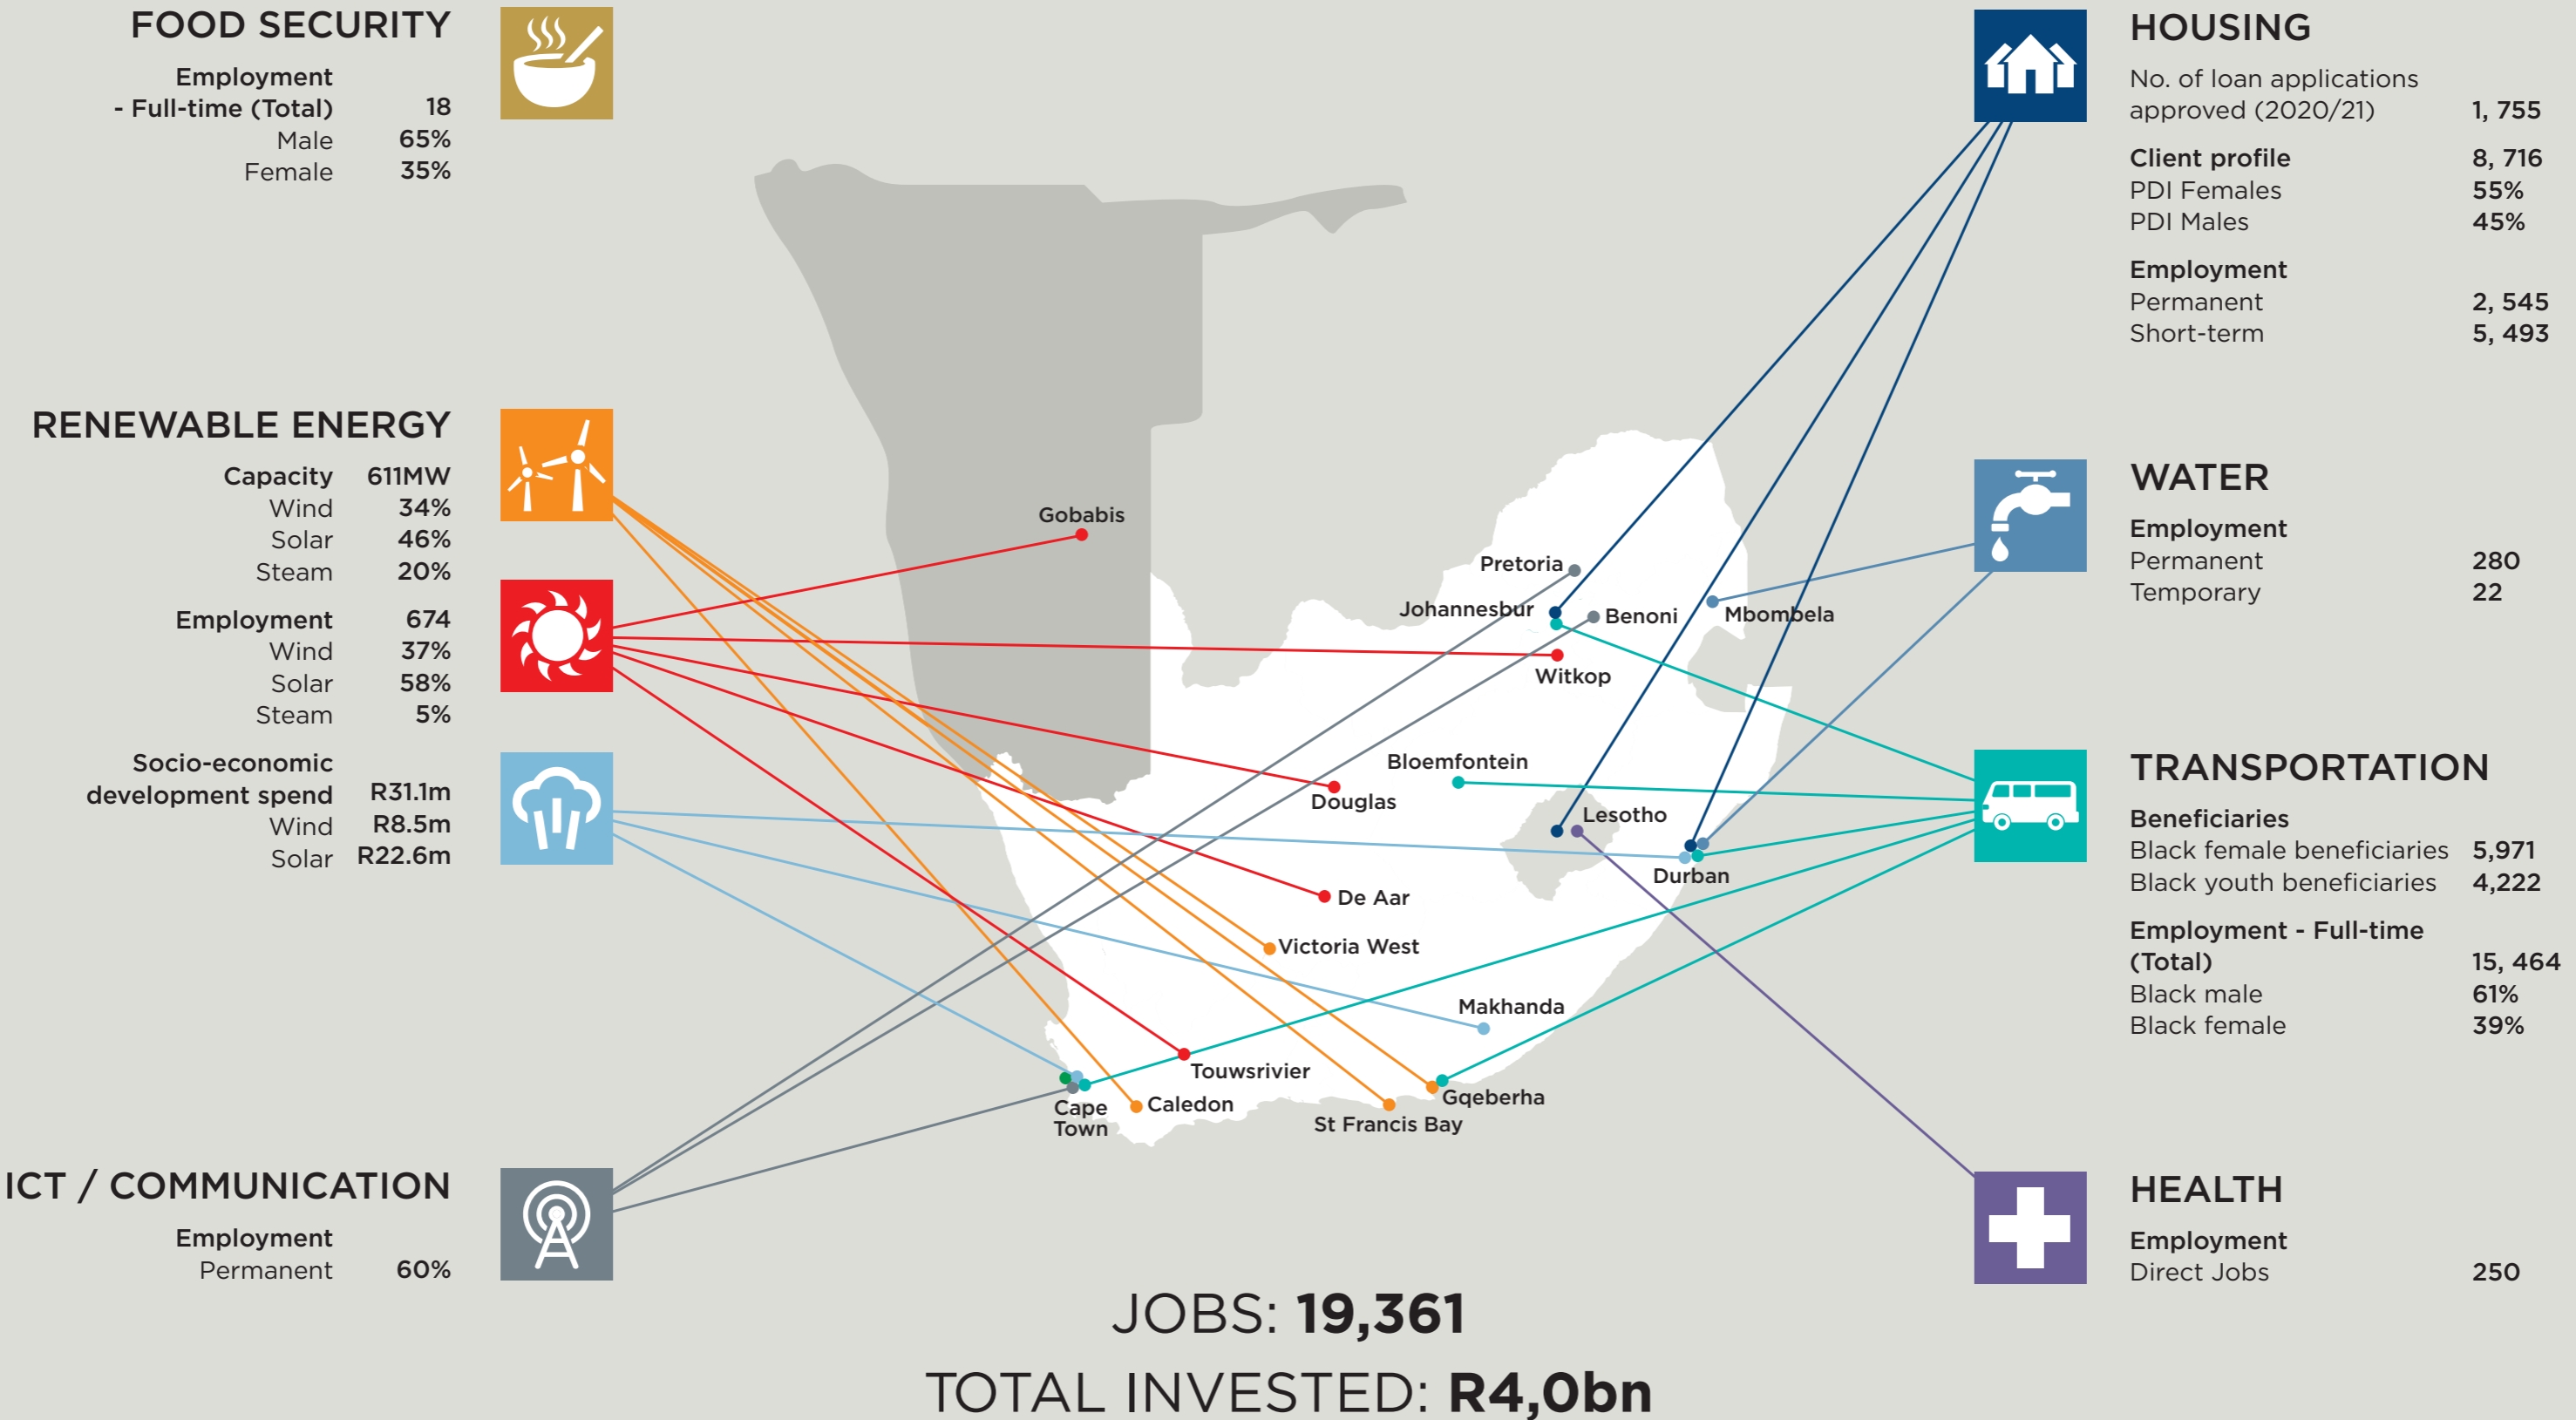 FOOD SECURITY
Employment
- Full-time (Total) 18
Male 65%
Female 35%
RENEWABLE ENERGY
Capacity 611MW
Wind 34%
Solar 46%
Steam 20%
Employment 674
Wind 37%
Solar 58%
Steam 5%
Socio-economic
development spend R31.1m
Wind R8.5m
Solar R22.6m
ICT / COMMUNICATION
Employment
Permanent 60%
Gobabis
Pretoria
Johannesbur
Benoni
Mbombela
Witkop
Bloemfontein
Douglas
Lesotho
Durban
De Aar
Victoria West
Makhanda
Touwsrivier
Cape
Town
Caledon
Gqeberha
St Francis Bay
HOUSING
No. of loan applications
approved (2020/21) 1, 755
Client profile 8, 716
PDI Females 55%
PDI Males 45%
Employment
Permanent 2, 545
Short-term 5, 493
WATER
Employment
Permanent 280
Temporary 22
TRANSPORTATION
Beneficiaries
Black female beneficiaries 5,971
Black youth beneficiaries 4,222
Employment - Full-time
(Total) 15, 464
Black male 61%
Black female 39%
HEALTH
Employment
Direct Jobs 250
JOBS: 19,361
TOTAL INVESTED: R4,0bn